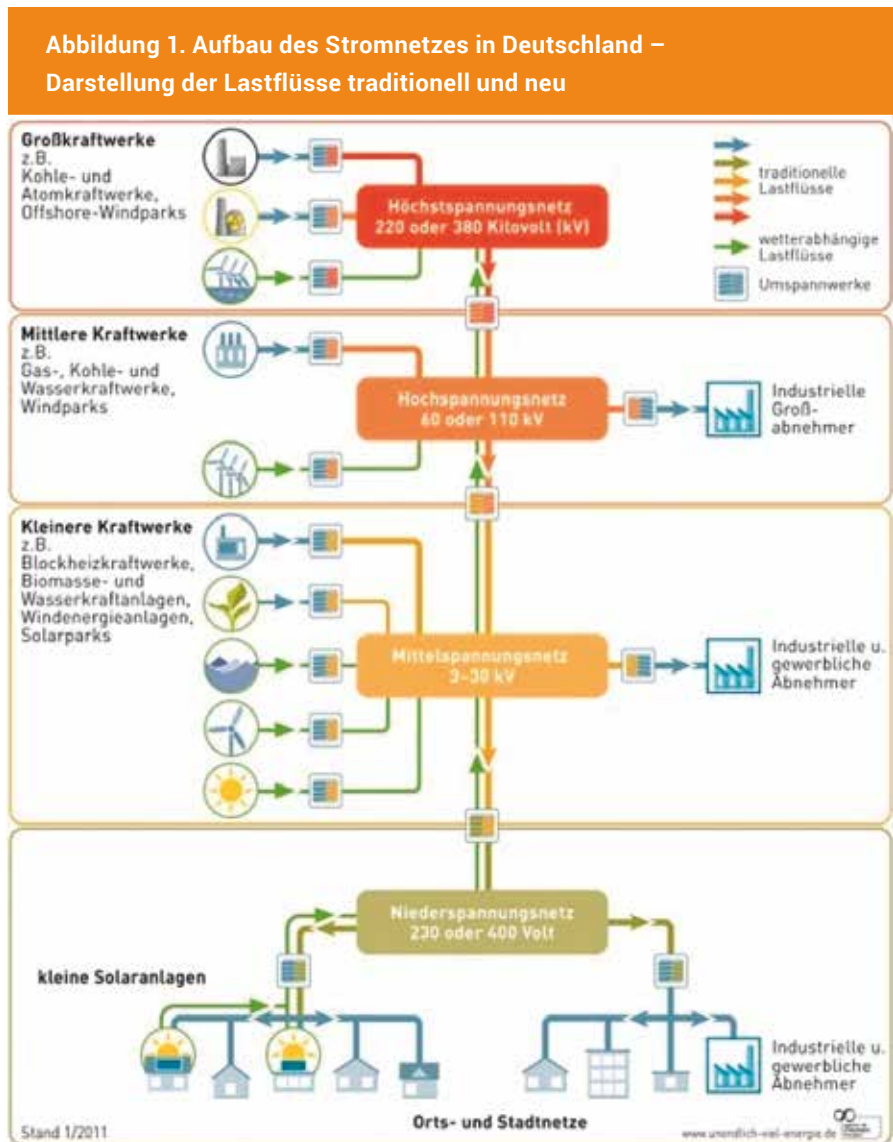 Abbildung 1. Aufbau des Stromnetzes in Deutschland –
Darstellung der Lastflüsse traditionell und neu
Großkraftwerke
z.B.
Kohle- und
Atomkraftwerke,
Offshore-Windparks
Höchstspannungsnetz
220 oder 380 Kilovolt (kV)
traditionelle
Lastflüsse
wetterabhängige
Lastflüsse
Umspannwerke
Mittlere Kraftwerke
z.B.
Gas-, Kohle- und
Wasserkraftwerke,
Windparks
Hochspannungsnetz
60 oder 110 kV
Industrielle
Groß-
abnehmer
Kleinere Kraftwerke
z.B.
Blockheizkraftwerke,
Biomasse- und
Wasserkraftanlagen,
Windenergieanlagen,
Solarparks
Mittelspannungsnetz
3–30 kV
Industrielle u.
gewerbliche
Abnehmer
Niederspannungsnetz
230 oder 400 Volt
kleine Solaranlagen
Industrielle u.
gewerbliche
Abnehmer
Orts- und Stadtnetze
Stand 1/2011
www.unendlich-viel-energie.de